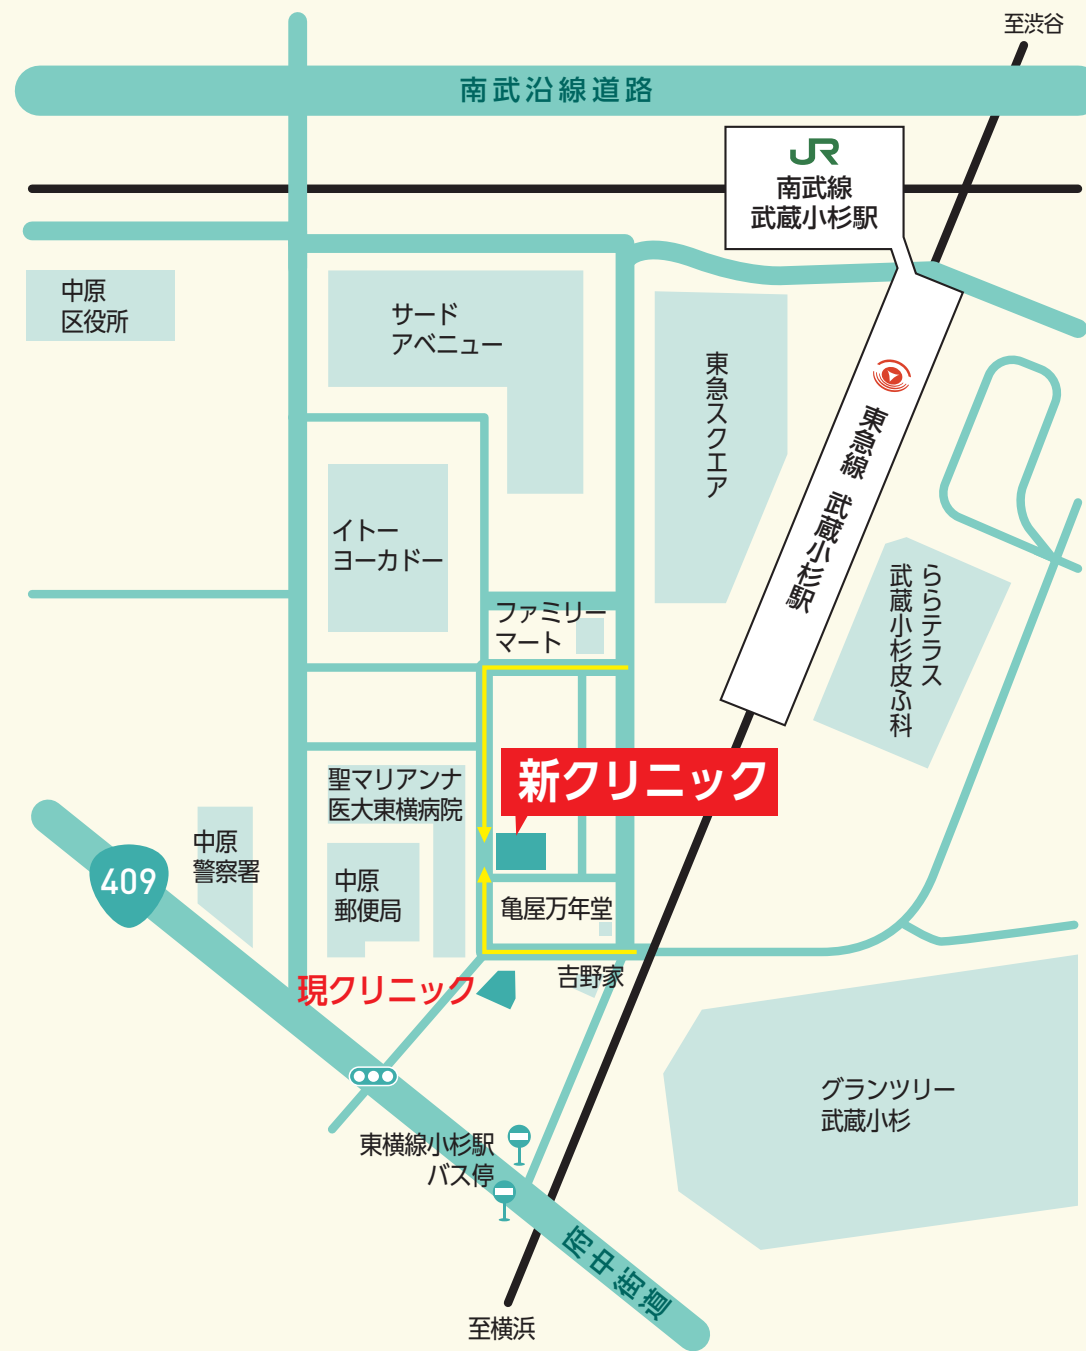 至渋谷
南武沿線道路
JR
南武線
武蔵小杉駅
中原
区役所
サード
アベニュー
東急スクエア
東急線 武蔵小杉駅
イトー
ヨーカドー
ららテラス
武蔵小杉皮ふ科
ファミリー
マート
新クリニック
聖マリアンナ
医大東横病院
中原
警察署
409
中原
郵便局
亀屋万年堂
吉野家
現クリニック
グランツリー
武蔵小杉
東横線小杉駅
バス停
府中街道
至横浜